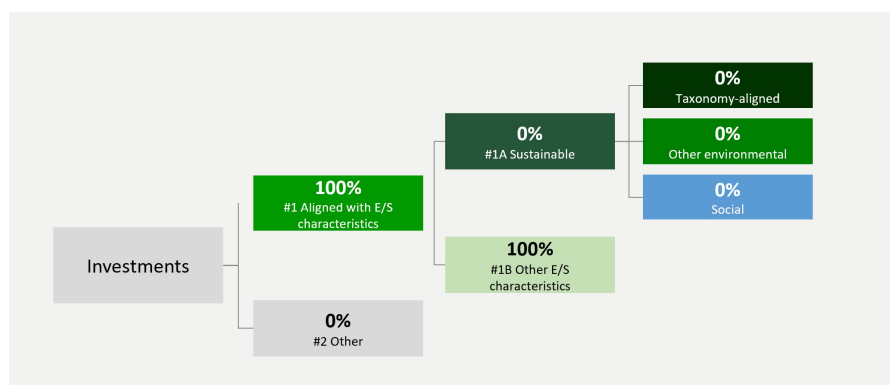 Investments
100%
#1 Aligned with E/S
characteristics
0%
#2 Other
0%
#1A Sustainable
100%
#1B Other E/S
characteristics
0%
Taxonomy-aligned
0%
Other environmental
0%
Social